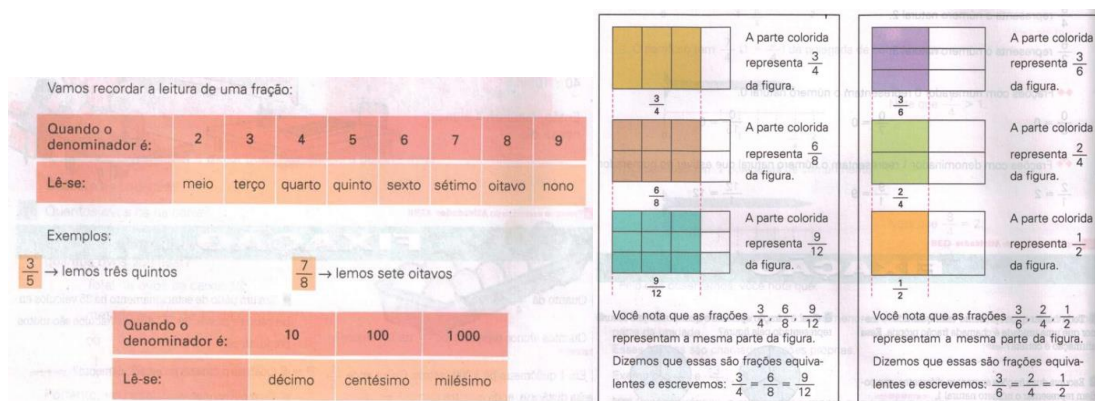 Vamos recordar a leitura de uma fração:
Quando o denominador é: 2 3 4 5 6 7 8 9
Lê-se: meio terço quarto quinto sexto sétimo oitavo nono
Exemplos:
3/5 → lemos três quintos
7/8 → lemos sete oitavos
Quando o denominador é: 10 100 1 000
Lê-se: décimo centésimo milésimo
A parte colorida
representa 3/4
da figura.
3/4
A parte colorida
representa 6/8
da figura.
6/8
A parte colorida
representa 9/12
da figura.
9/12
Você nota que as frações 3/4, 6/8, 9/12
representam a mesma parte da figura.
Dizemos que essas são frações equiva-
lentes e escrevemos: 3/4 = 6/8 = 9/12
A parte colorida
representa 3/6
da figura.
3/6
A parte colorida
representa 2/4
da figura.
2/4
A parte colorida
representa 1/2
da figura.
1/2
Você nota que as frações 3/6, 2/4, 1/2
representam a mesma parte da figura.
Dizemos que essas são frações equiva-
lentes e escrevemos: 3/6 = 2/4 = 1/2